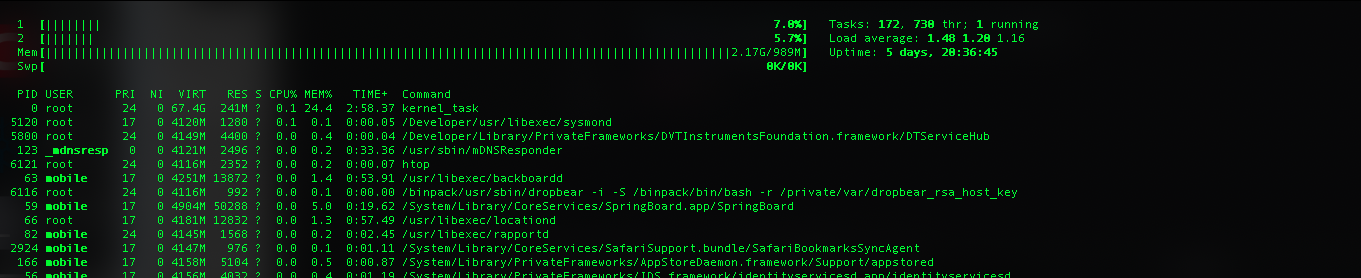 1 [|||||||| 7.0%] Tasks: 172, 730 thr; 1 running
2 [||||||| 5.7%] Load average: 1.48 1.20 1.16
Mem[||||||||||||||||||||||||||||||||||||||||||||||||||||||||||||||||||||||||||||||||||||||||||||||||||2.17G/989M] Uptime: 5 days, 20:36:45
Swp[ 0K/0K]
PID USER PRI NI VIRT RES S CPU% MEM% TIME+ Command
0 root 24 0 67.4G 241M ? 0.1 24.4 2:58.37 kernel_task
5120 root 17 0 4120M 1280 ? 0.1 0.1 0:00.05 /Developer/usr/libexec/sysmond
5800 root 24 0 4149M 4400 ? 0.0 0.4 0:00.04 /Developer/Library/PrivateFrameworks/DVTInstrumentsFoundation.framework/DTServiceHub
123 _mdnsresp 0 0 4121M 2496 ? 0.0 0.2 0:33.36 /usr/sbin/mDNSResponder
6121 root 24 0 4116M 2352 ? 0.0 0.2 0:00.07 htop
63 mobile 17 0 4251M 13872 ? 0.0 1.4 0:53.91 /usr/libexec/backboardd
6116 root 24 0 4116M 992 ? 0.0 0.1 0:00.00 /binpack/usr/sbin/dropbear -i -S /binpack/bin/bash -r /private/var/dropbear_rsa_host_key
59 mobile 17 0 4904M 50288 ? 0.0 5.0 0:19.62 /System/Library/CoreServices/SpringBoard.app/SpringBoard
66 root 17 0 4181M 12832 ? 0.0 1.3 0:57.49 /usr/libexec/locationd
82 mobile 24 0 4145M 1568 ? 0.0 0.2 0:02.45 /usr/libexec/rapportd
2924 mobile 17 0 4147M 976 ? 0.0 0.1 0:01.11 /System/Library/CoreServices/SafariSupport.bundle/SafariBookmarksSyncAgent
166 mobile 17 0 4158M 5104 ? 0.0 0.5 0:00.87 /System/Library/PrivateFrameworks/AppStoreDaemon.framework/Support/appstored
56 mobile 24 0 4156M 4032 ? 0.0 0.4 0:01.19 /System/Library/PrivateFrameworks/IDS.framework/identityservicesd.app/identityservicesd